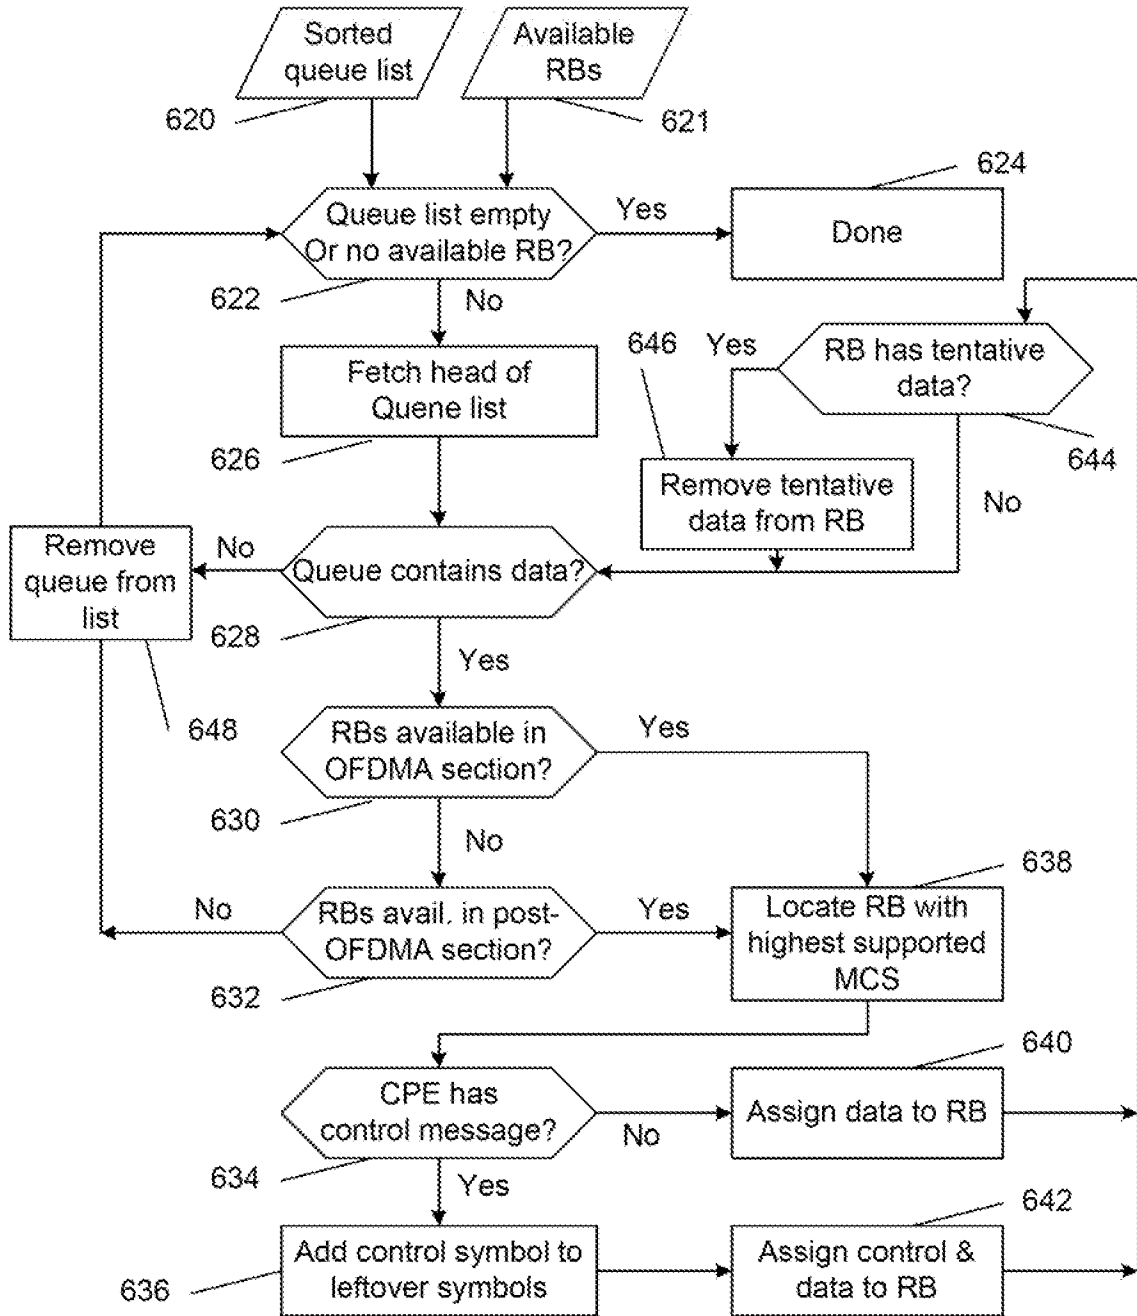 Sorted
queue list
Available
RBs
620
621
624
Queue list empty
Or no available RB?
Yes
Done
622
No
646
Yes
RB has tentative
data?
Fetch head of
Quene list
626
644
Remove tentative
data from RB
No
Remove
queue from
list
No
Queue contains data?
628
Yes
648
RBs available in
OFDMA section?
Yes
630
No
638
No
RBs avail. in post-
OFDMA section?
Yes
Locate RB with
highest supported
MCS
632
640
CPE has
control message?
No
Assign data to RB
634
Yes
642
Add control symbol to
leftover symbols
Assign control &
data to RB
636